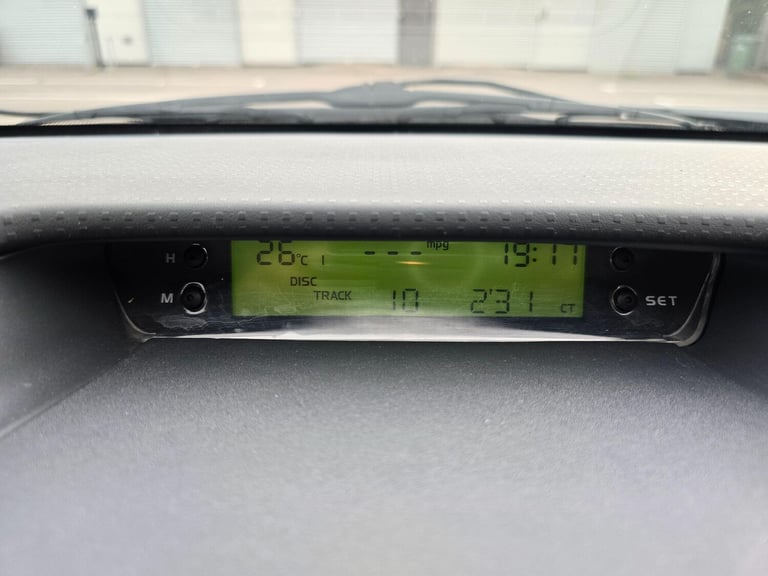 H 26°C --- mpg 19:17
DISC
M TRACK 10 2'31 CT SET